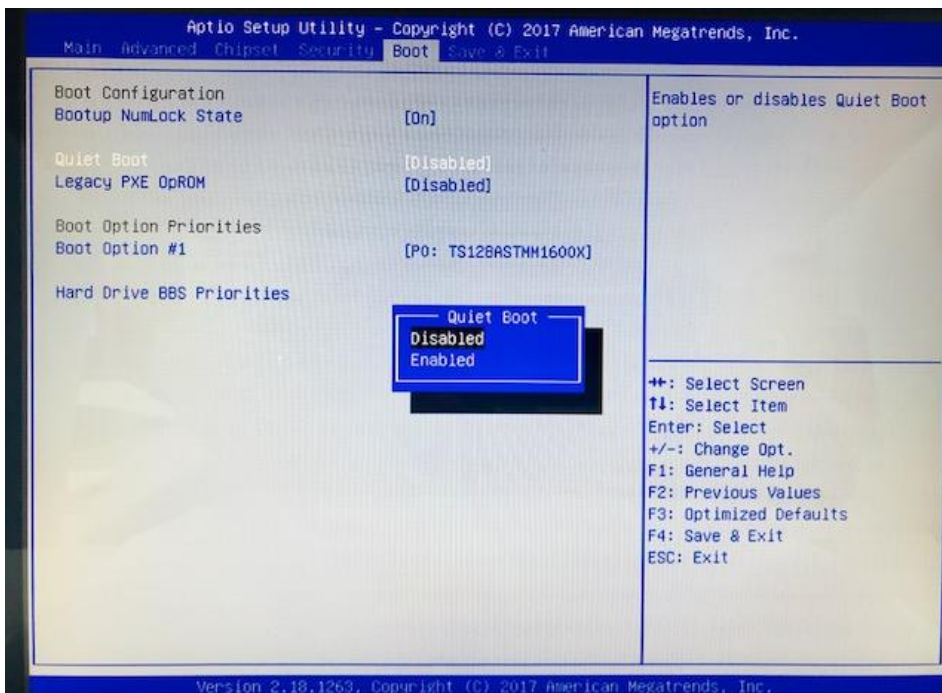 Aptio Setup Utility – Copyright (C) 2017 American Megatrends, Inc.
Main Advanced Chipset Security Boot Save & Exit
Boot Configuration
Bootup NumLock State [On]
Quiet Boot [Disabled]
Legacy PXE OpROM [Disabled]
Boot Option Priorities
Boot Option #1 [P0: TS128ASTMM1600X]
Hard Drive BBS Priorities
Quiet Boot
Disabled
Enabled
Enables or disables Quiet Boot
option
→←: Select Screen
↑↓: Select Item
Enter: Select
+/-: Change Opt.
F1: General Help
F2: Previous Values
F3: Optimized Defaults
F4: Save & Exit
ESC: Exit
Version 2.18.1263. Copyright (C) 2017 American Megatrends, Inc.